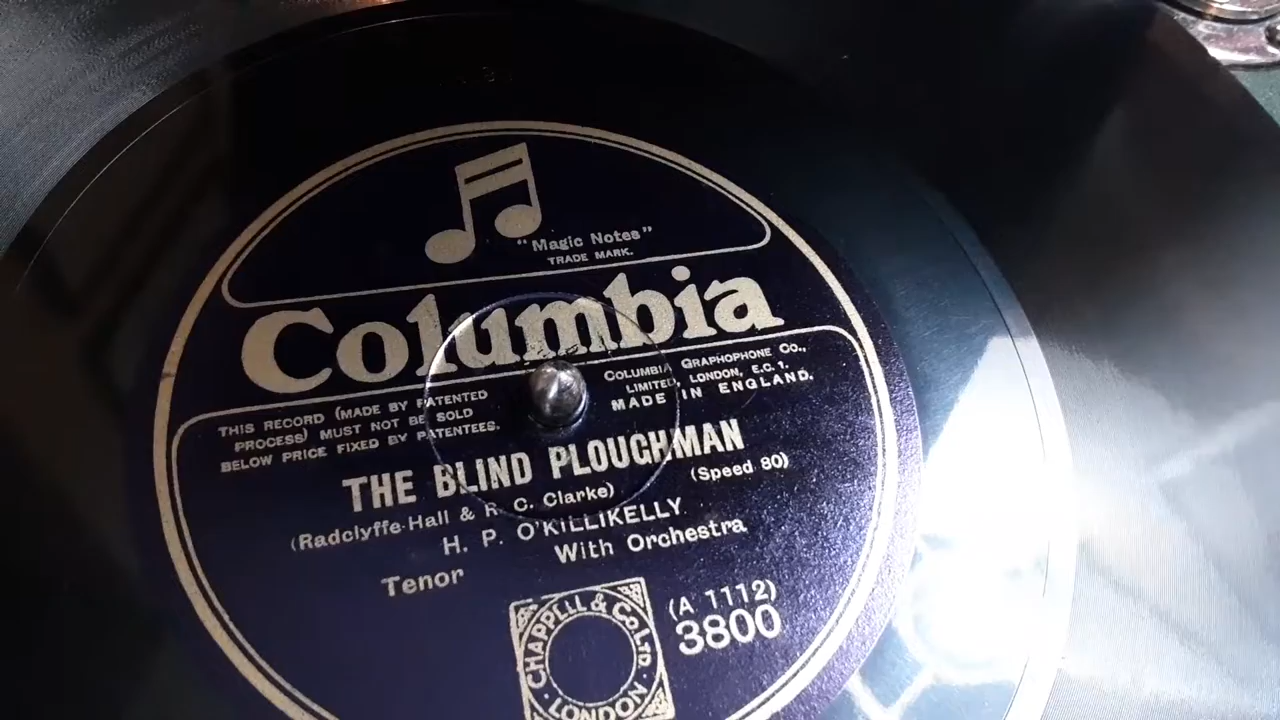 "Magic Notes"
TRADE MARK.
Columbia
THIS RECORD (MADE BY PATENTED
PROCESS) MUST NOT BE SOLD
BELOW PRICE FIXED BY PATENTEES.
COLUMBIA GRAPHOPHONE CO.,
LIMITED, LONDON, E.C.1.
MADE IN ENGLAND.
THE BLIND PLOUGHMAN
(Speed 80)
(Radclyffe-Hall & R. C. Clarke)
H. P. O'KILLIKELLY
With Orchestra
Tenor
CHAPPELL & Co LTD.
· LONDON ·
(A 1112)
3800